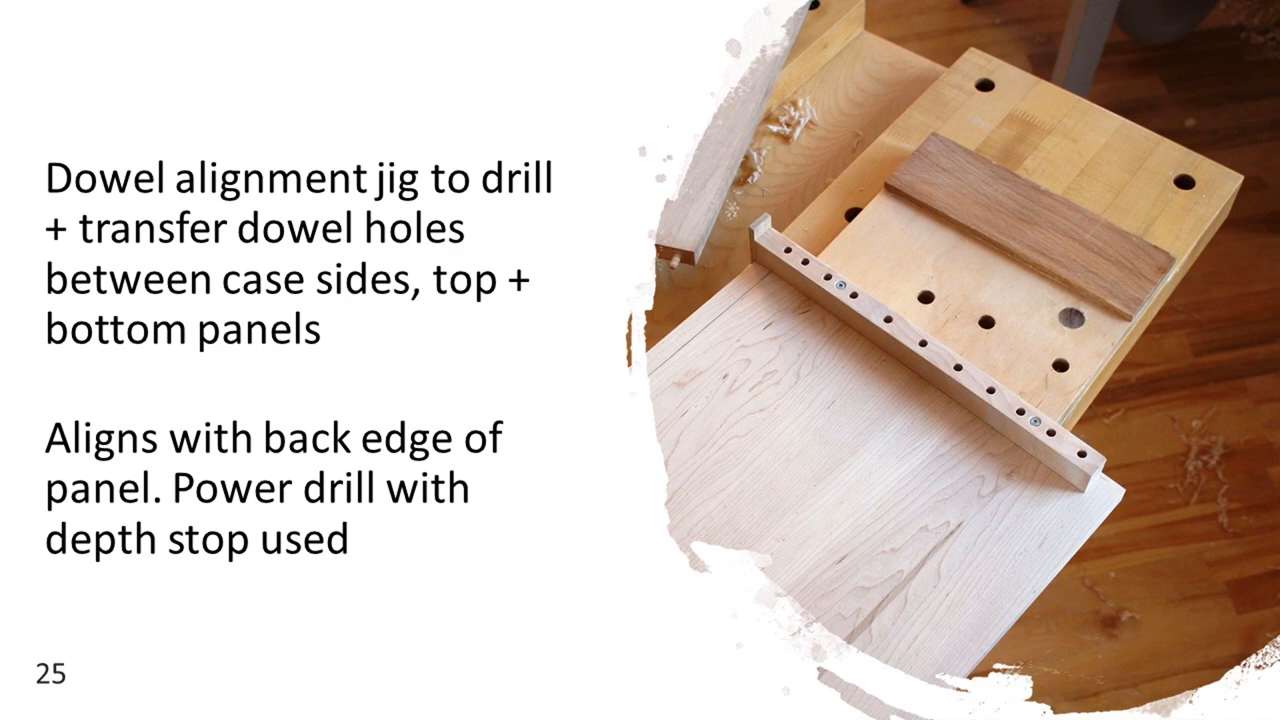 Dowel alignment jig to drill
+ transfer dowel holes
between case sides, top +
bottom panels
Aligns with back edge of
panel. Power drill with
depth stop used
25